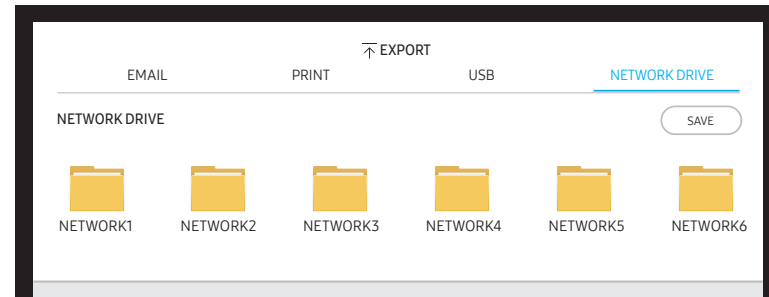 EXPORT
EMAIL PRINT USB NETWORK DRIVE
NETWORK DRIVE SAVE
NETWORK1 NETWORK2 NETWORK3 NETWORK4 NETWORK5 NETWORK6